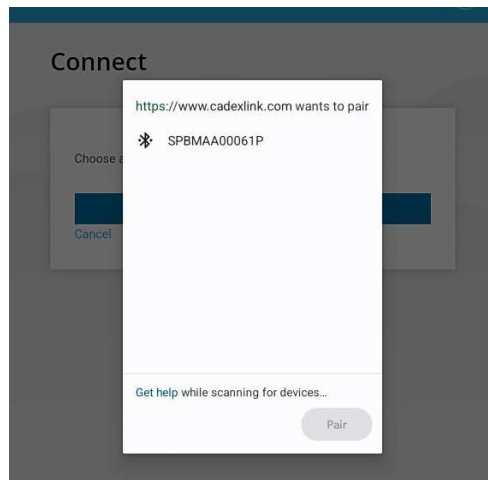 Connect
https://www.cadexlink.com wants to pair
SPBMAA00061P
Choose a
Cancel
Get help while scanning for devices...
Pair